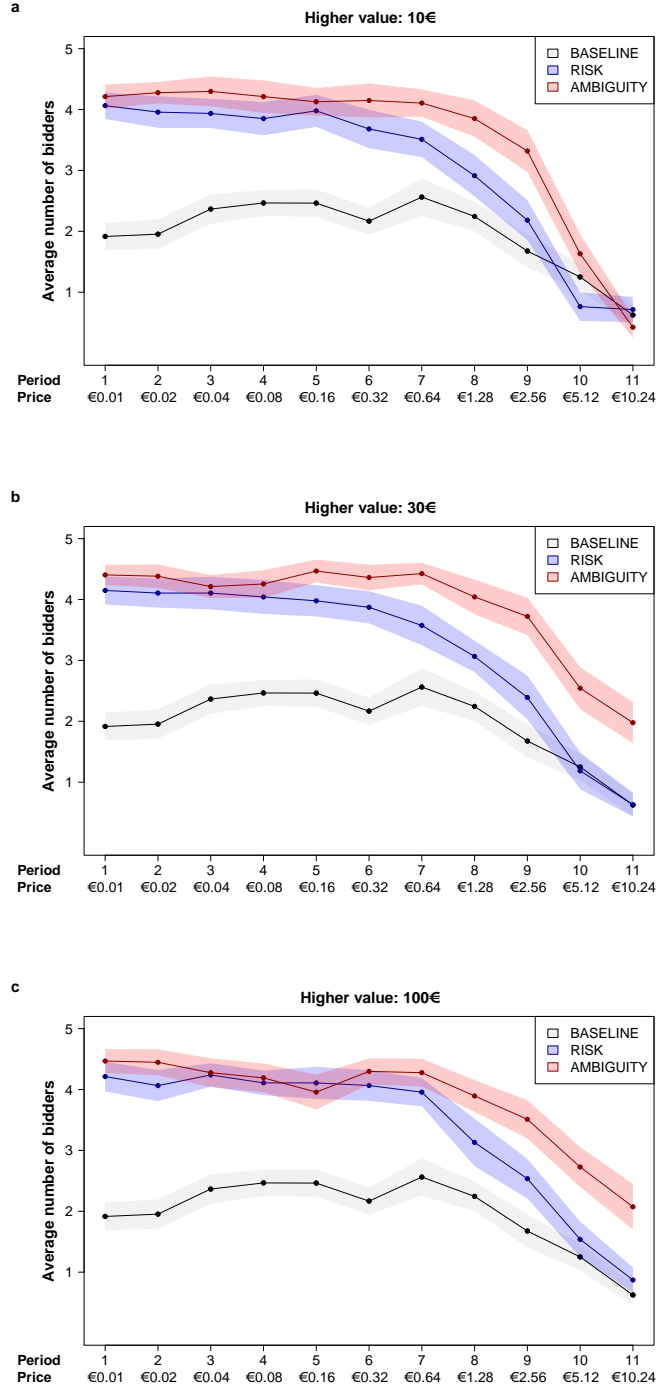 a
Higher value: 10€
Average number of bidders
5
4
3
2
1
BASELINE
RISK
AMBIGUITY
Period 1 2 3 4 5 6 7 8 9 10 11
Price €0.01 €0.02 €0.04 €0.08 €0.16 €0.32 €0.64 €1.28 €2.56 €5.12 €10.24
b
Higher value: 30€
Average number of bidders
5
4
3
2
1
BASELINE
RISK
AMBIGUITY
Period 1 2 3 4 5 6 7 8 9 10 11
Price €0.01 €0.02 €0.04 €0.08 €0.16 €0.32 €0.64 €1.28 €2.56 €5.12 €10.24
c
Higher value: 100€
Average number of bidders
5
4
3
2
1
BASELINE
RISK
AMBIGUITY
Period 1 2 3 4 5 6 7 8 9 10 11
Price €0.01 €0.02 €0.04 €0.08 €0.16 €0.32 €0.64 €1.28 €2.56 €5.12 €10.24